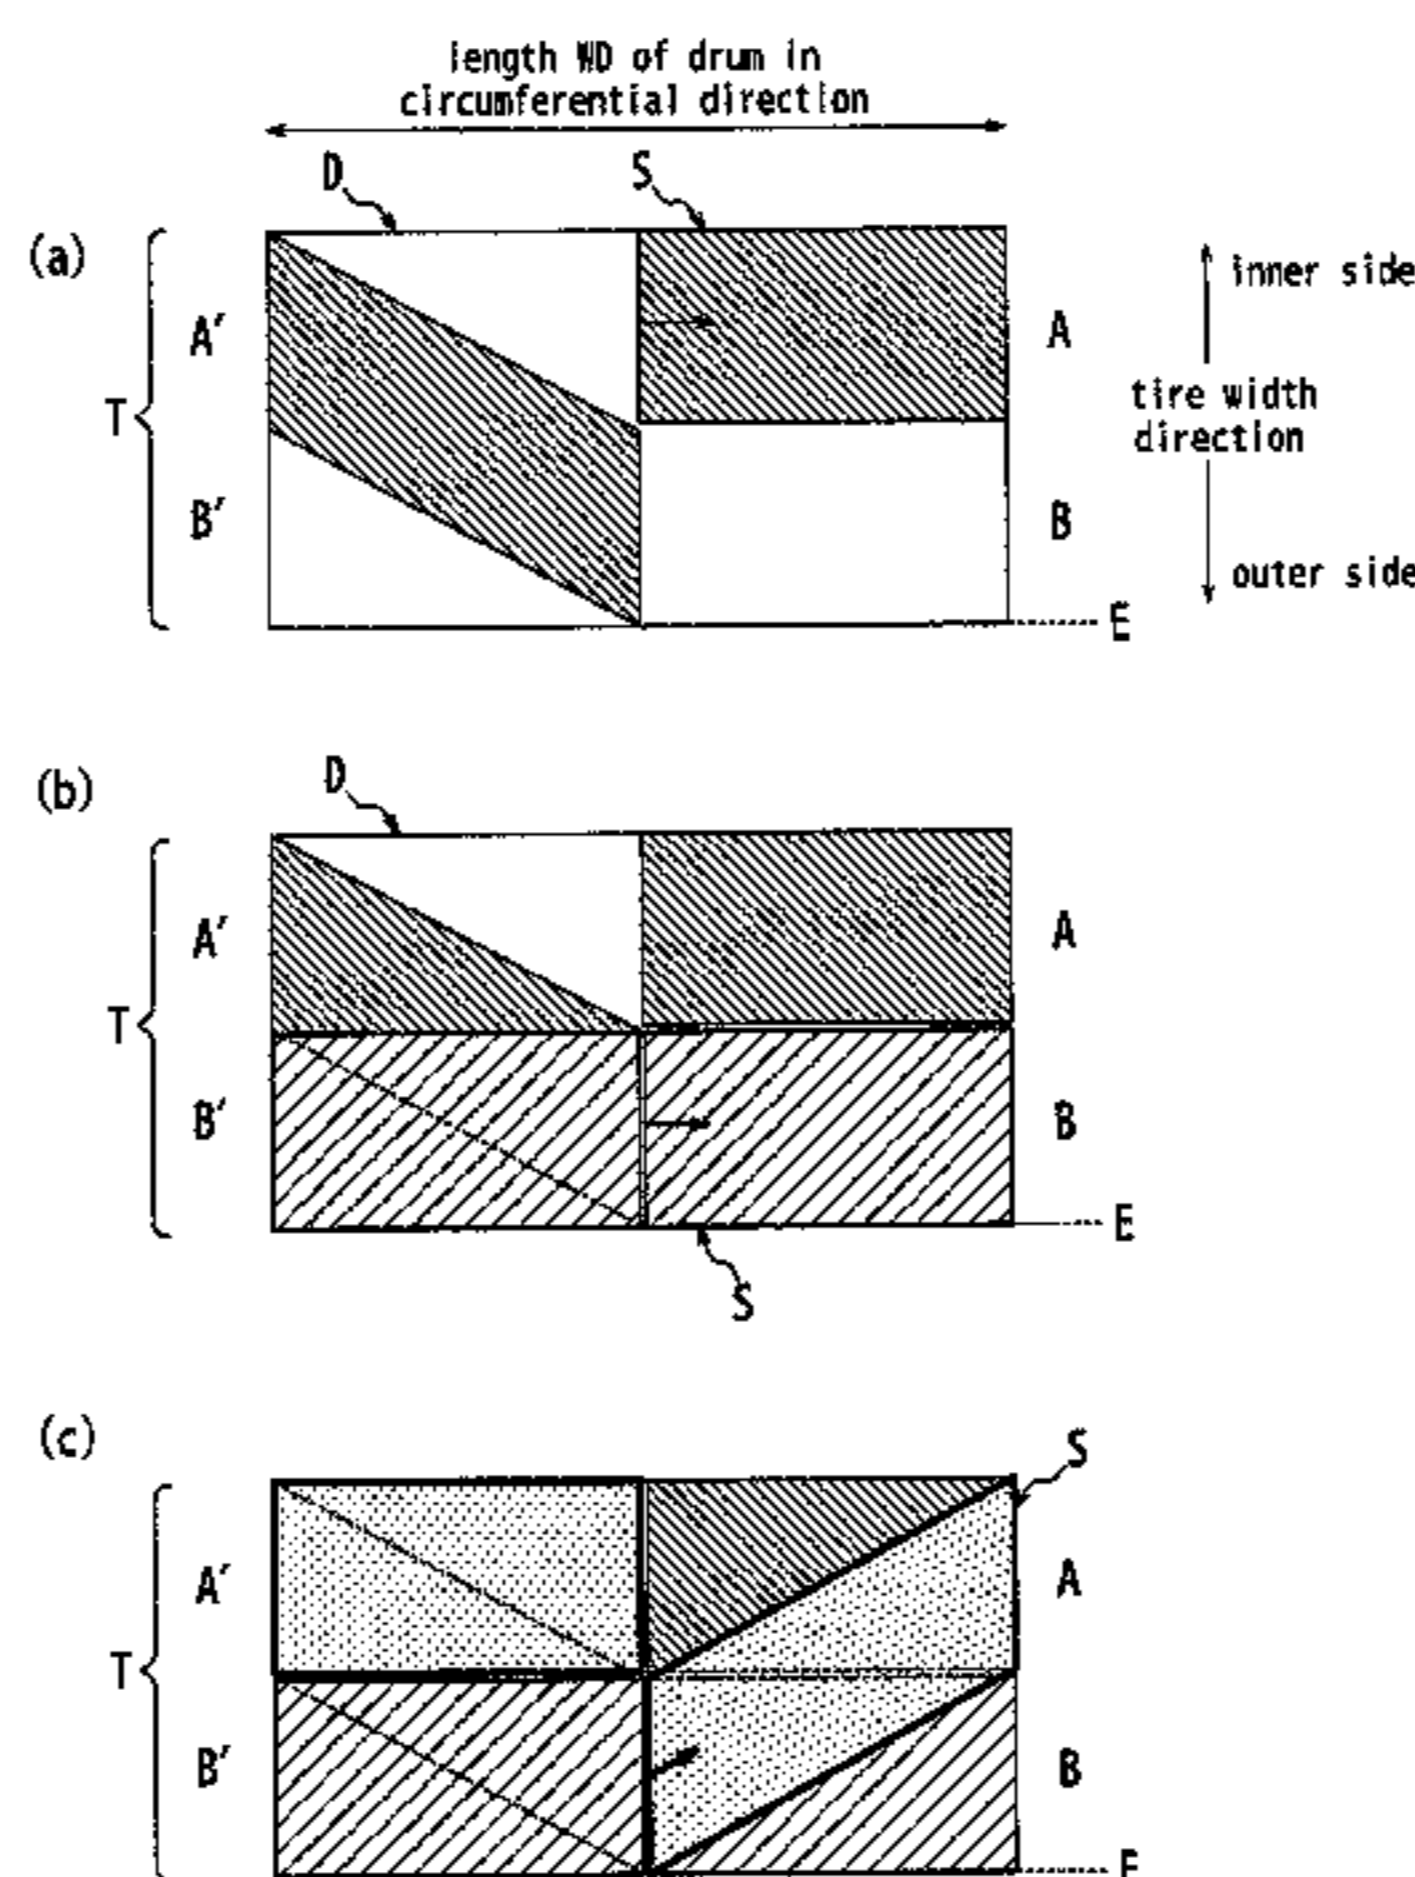 length WD of drum in
circumferential direction
D
S
(a)
A′
T
B′
A
B
inner side
tire width
direction
outer side
E
(b)
D
A′
T
B′
A
B
E
S
(c)
S
A′
T
B′
A
B
E